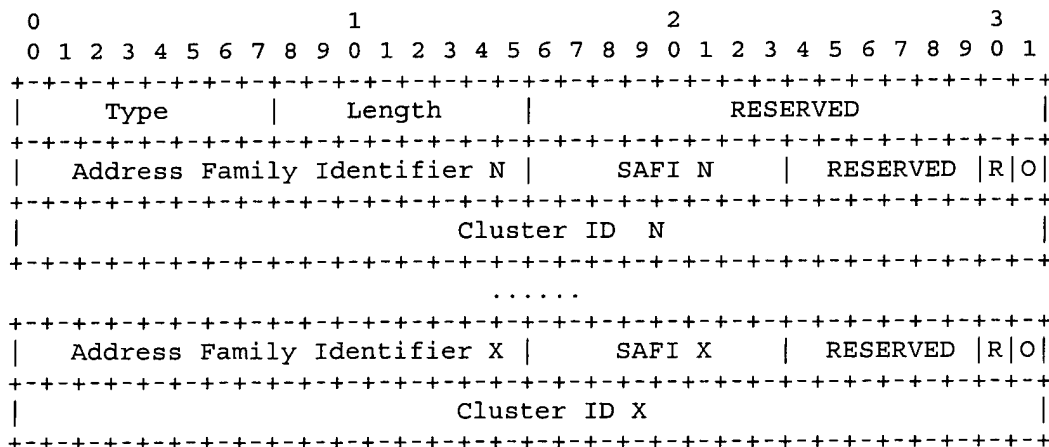 0                   1                   2                   3
 0 1 2 3 4 5 6 7 8 9 0 1 2 3 4 5 6 7 8 9 0 1 2 3 4 5 6 7 8 9 0 1
+-+-+-+-+-+-+-+-+-+-+-+-+-+-+-+-+-+-+-+-+-+-+-+-+-+-+-+-+-+-+-+-+
|     Type      |    Length     |            RESERVED           |
+-+-+-+-+-+-+-+-+-+-+-+-+-+-+-+-+-+-+-+-+-+-+-+-+-+-+-+-+-+-+-+-+
|   Address Family Identifier N |     SAFI N    |  RESERVED |R|O|
+-+-+-+-+-+-+-+-+-+-+-+-+-+-+-+-+-+-+-+-+-+-+-+-+-+-+-+-+-+-+-+-+
|                           Cluster ID  N                       |
+-+-+-+-+-+-+-+-+-+-+-+-+-+-+-+-+-+-+-+-+-+-+-+-+-+-+-+-+-+-+-+-+
......
+-+-+-+-+-+-+-+-+-+-+-+-+-+-+-+-+-+-+-+-+-+-+-+-+-+-+-+-+-+-+-+-+
|   Address Family Identifier X |     SAFI X    |  RESERVED |R|O|
+-+-+-+-+-+-+-+-+-+-+-+-+-+-+-+-+-+-+-+-+-+-+-+-+-+-+-+-+-+-+-+-+
|                           Cluster ID X                        |
+-+-+-+-+-+-+-+-+-+-+-+-+-+-+-+-+-+-+-+-+-+-+-+-+-+-+-+-+-+-+-+-+